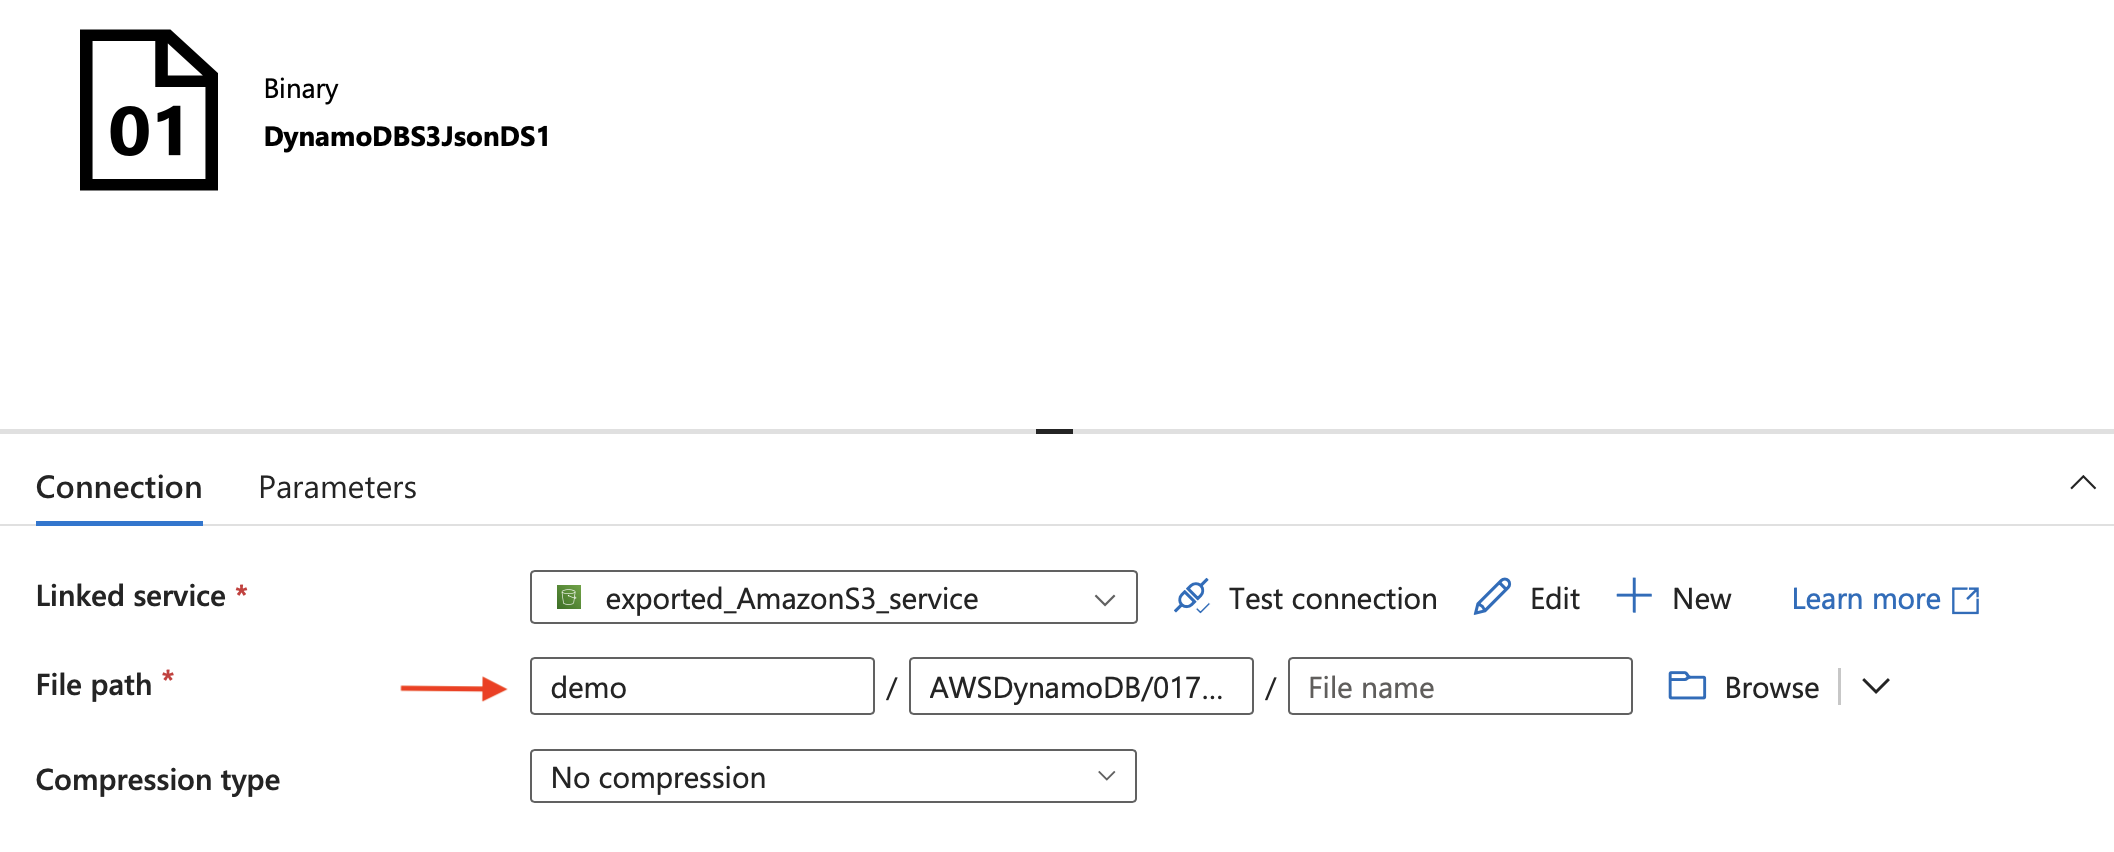 01
Binary
DynamoDBS3JsonDS1
Connection Parameters
Linked service * exported_AmazonS3_service Test connection Edit New Learn more
File path * demo / AWSDynamoDB/017... / File name Browse
Compression type No compression